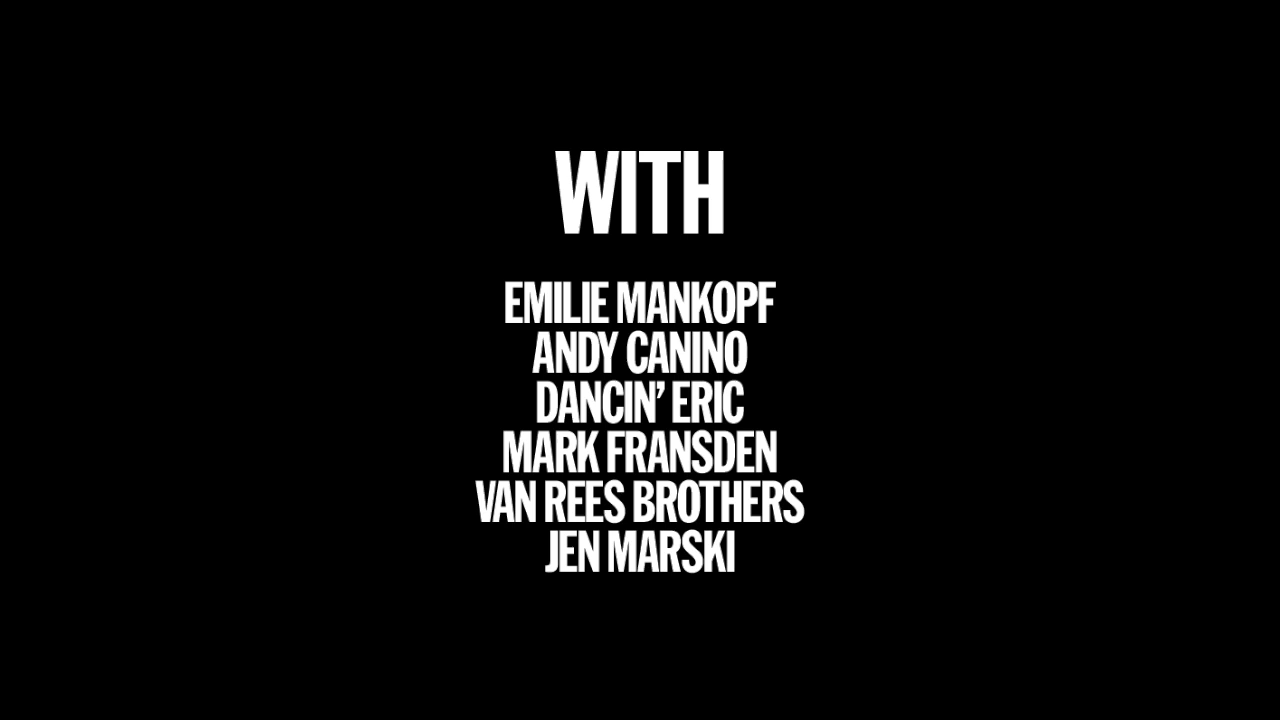 WITH
EMILIE MANKOPF
ANDY CANINO
DANCIN’ ERIC
MARK FRANSDEN
VAN REES BROTHERS
JEN MARSKI